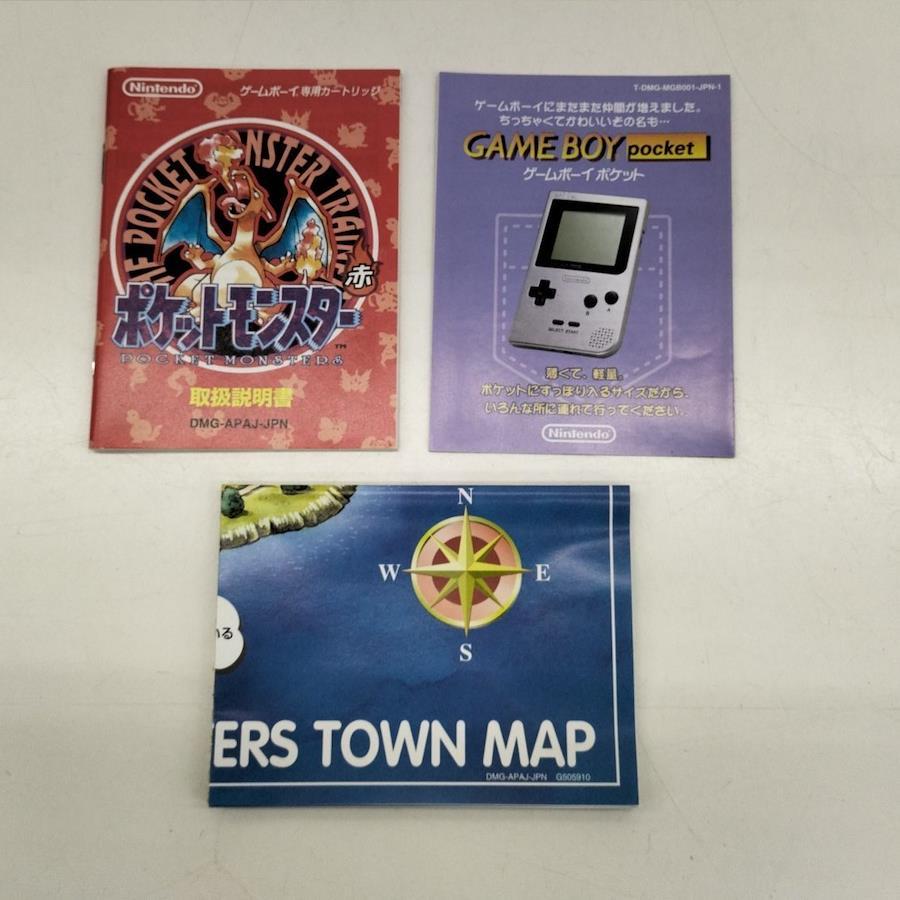 Nintendo
ゲームボーイ専用カートリッジ
THE POCKET MONSTER TRAIN
赤
ポケットモンスター
TM
POCKET MONSTERS
取扱説明書
DMG-APAJ-JPN
T-DMG-MGB001-JPN-1
ゲームボーイにまたまた仲間が増えました。
ちっちゃくてかわいいその名も…
GAME BOY pocket
ゲームボーイ ポケット
Nintendo
B A
SELECT START
薄くて、軽量。
ポケットにすっぽり入るサイズだから、
いろんな所に連れて行ってください。
Nintendo
N
W E
S
いる
ERS TOWN MAP
DMG-APAJ-JPN G505910